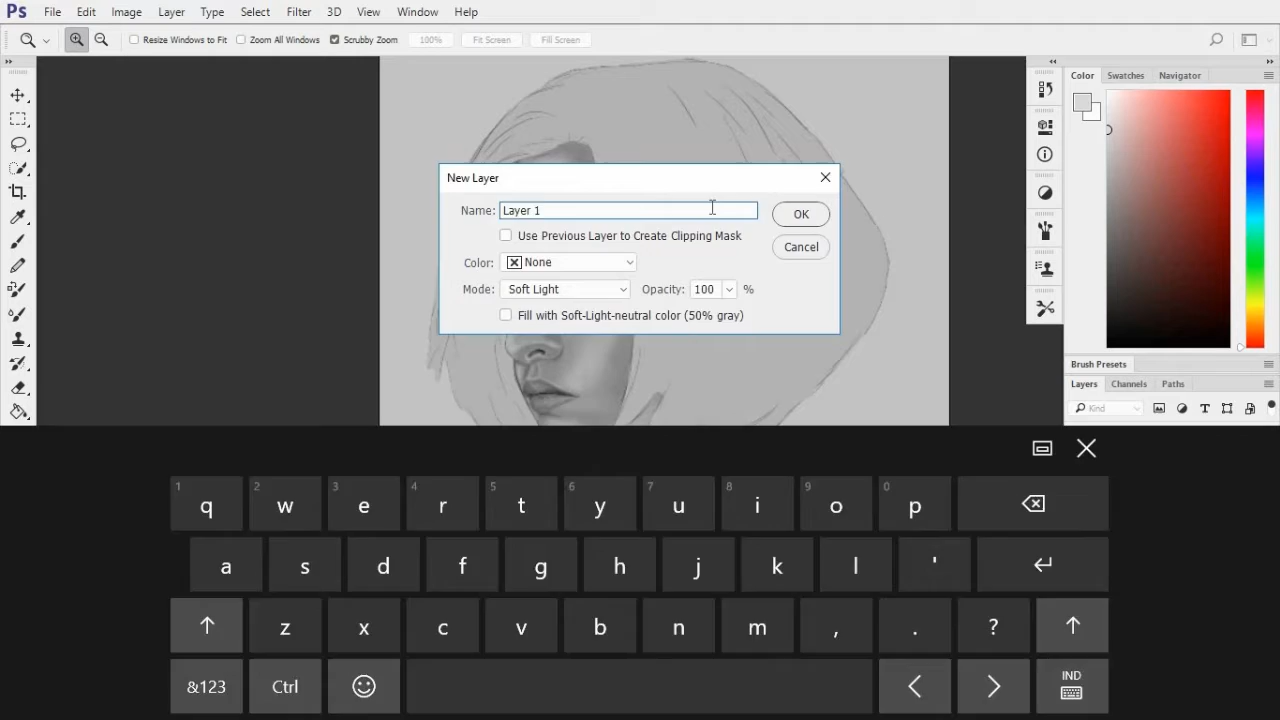 Ps File Edit Image Layer Type Select Filter 3D View Window Help
Resize Windows to Fit Zoom All Windows Scrubby Zoom 100% Fit Screen Fill Screen
Color Swatches Navigator
New Layer
Name: Layer 1 OK
Use Previous Layer to Create Clipping Mask
Cancel
Color: None
Mode: Soft Light Opacity: 100 %
Fill with Soft-Light-neutral color (50% gray)
Brush Presets
Layers Channels Paths
Kind
1 2 3 4 5 6 7 8 9 0
q w e r t y u i o p
a s d f g h j k l '
z x c v b n m , . ?
&123 Ctrl < > IND